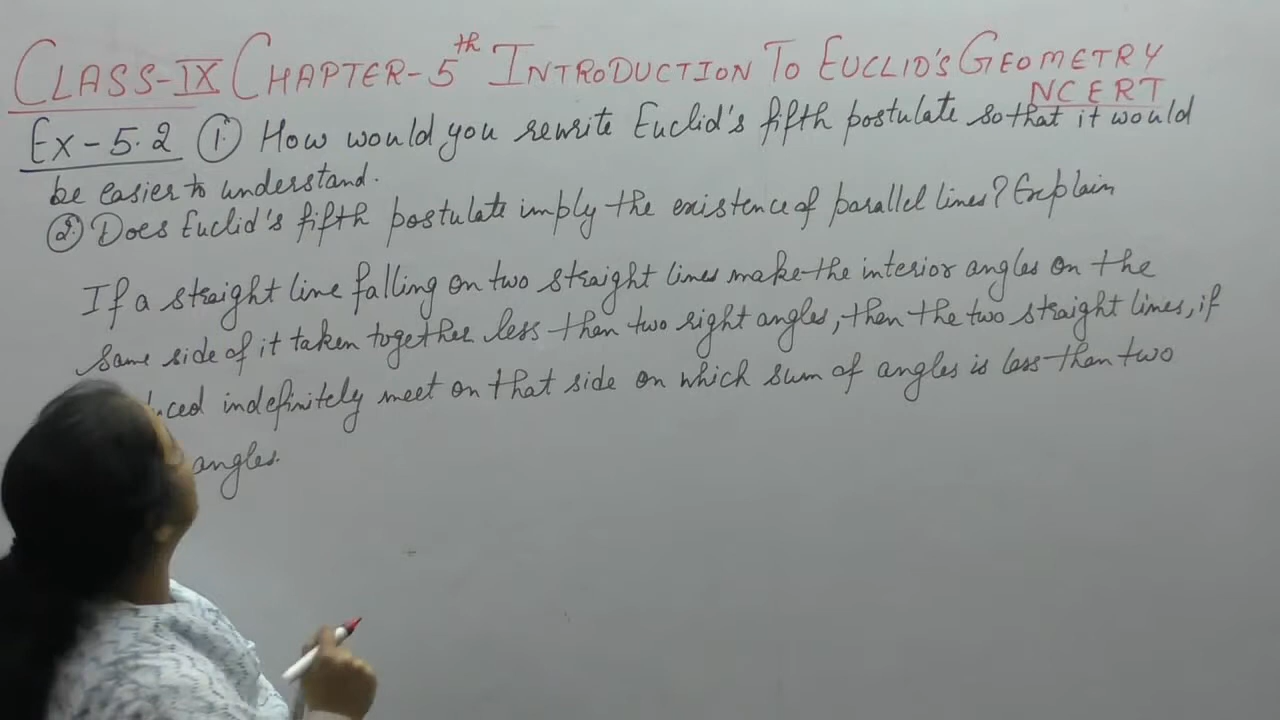 CLASS-IX CHAPTER-5th INTRODUCTION TO EUCLID'S GEOMETRY
NCERT
Ex-5.2 ① How would you rewrite Euclid's fifth postulate so that it would
be easier to understand.
② Does Euclid's fifth postulate imply the existence of parallel lines? Explain
If a straight line falling on two straight lines make the interior angles on the
same side of it taken together less then two right angles, then the two straight lines, if
indefinitely meet on that side on which sum of angles is less than two
angles.